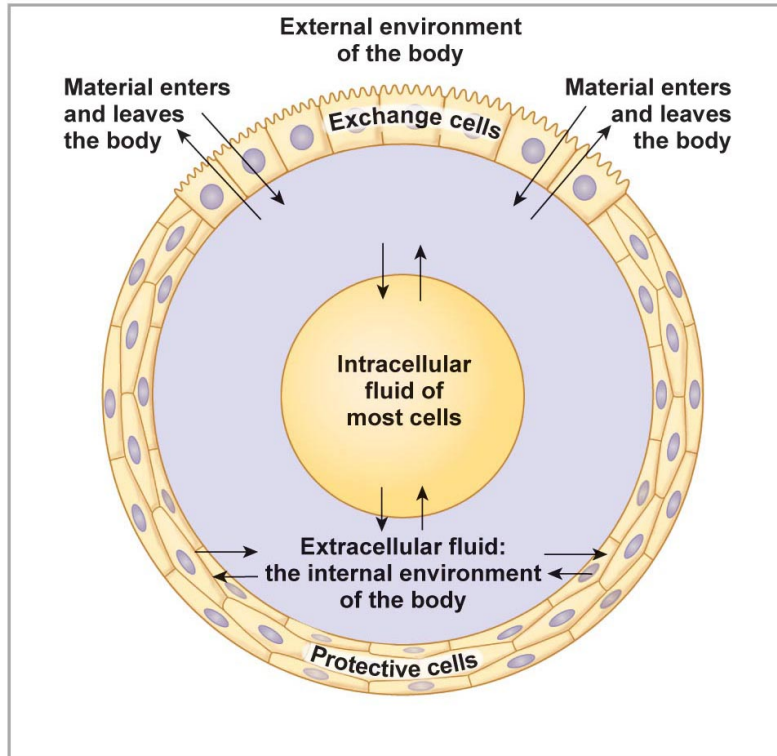 External environment
of the body
Material enters
and leaves
the body
Material enters
and leaves
the body
Exchange cells
Intracellular
fluid of
most cells
Extracellular fluid:
the internal environment
of the body
Protective cells